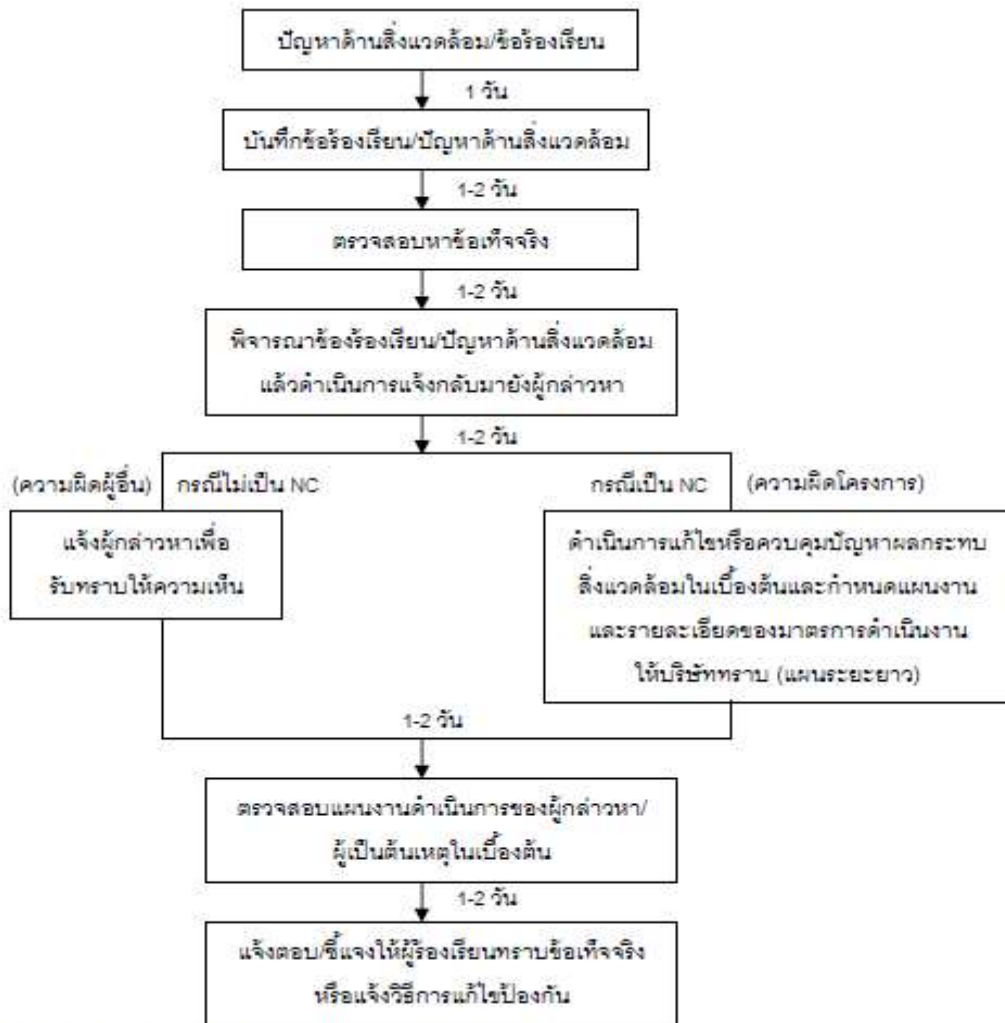 ปัญหาด้านสิ่งแวดล้อม/ข้อร้องเรียน
1 วัน
บันทึกข้อร้องเรียน/ปัญหาด้านสิ่งแวดล้อม
1-2 วัน
ตรวจสอบหาข้อเท็จจริง
1-2 วัน
พิจารณาข้องร้องเรียน/ปัญหาด้านสิ่งแวดล้อม
แล้วดำเนินการแจ้งกลับมายังผู้กล่าวหา
1-2 วัน
(ความผิดผู้อื่น) กรณีไม่เป็น NC
แจ้งผู้กล่าวหาเพื่อ
รับทราบให้ความเห็น
กรณีเป็น NC (ความผิดโครงการ)
ดำเนินการแก้ไขหรือควบคุมปัญหาผลกระทบ
สิ่งแวดล้อมในเบื้องต้นและกำหนดแผนงาน
และรายละเอียดของมาตรการดำเนินงาน
ให้บริษัททราบ (แผนระยะยาว)
1-2 วัน
ตรวจสอบแผนงานดำเนินการของผู้กล่าวหา/
ผู้เป็นต้นเหตุในเบื้องต้น
1-2 วัน
แจ้งตอบ/ชี้แจงให้ผู้ร้องเรียนทราบข้อเท็จจริง
หรือแจ้งวิธีการแก้ไขป้องกัน